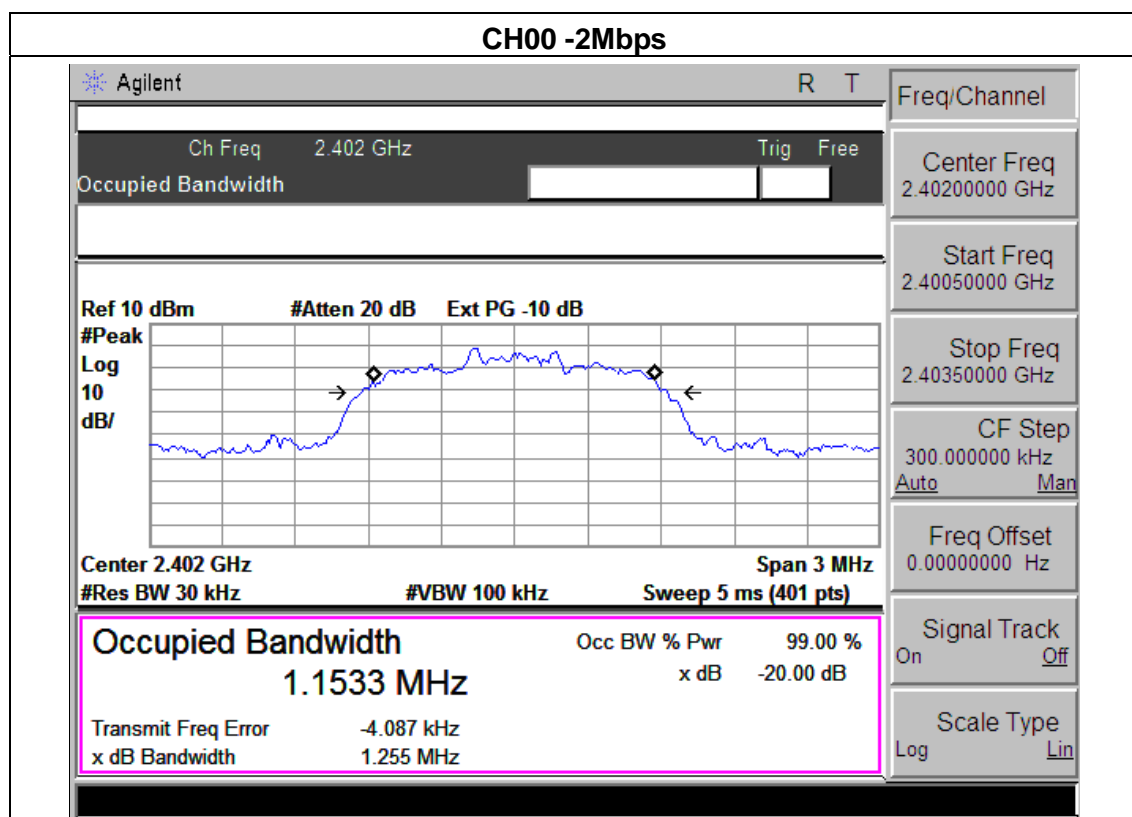 CH00 -2Mbps
Agilent R T
Ch Freq 2.402 GHz Trig Free
Occupied Bandwidth
Ref 10 dBm #Atten 20 dB Ext PG -10 dB
#Peak
Log
10
dB/
Center 2.402 GHz Span 3 MHz
#Res BW 30 kHz #VBW 100 kHz Sweep 5 ms (401 pts)
Occupied Bandwidth Occ BW % Pwr 99.00 %
1.1533 MHz x dB -20.00 dB
Transmit Freq Error -4.087 kHz
x dB Bandwidth 1.255 MHz
Freq/Channel
Center Freq
2.40200000 GHz
Start Freq
2.40050000 GHz
Stop Freq
2.40350000 GHz
CF Step
300.000000 kHz
Auto Man
Freq Offset
0.00000000 Hz
Signal Track
On Off
Scale Type
Log Lin